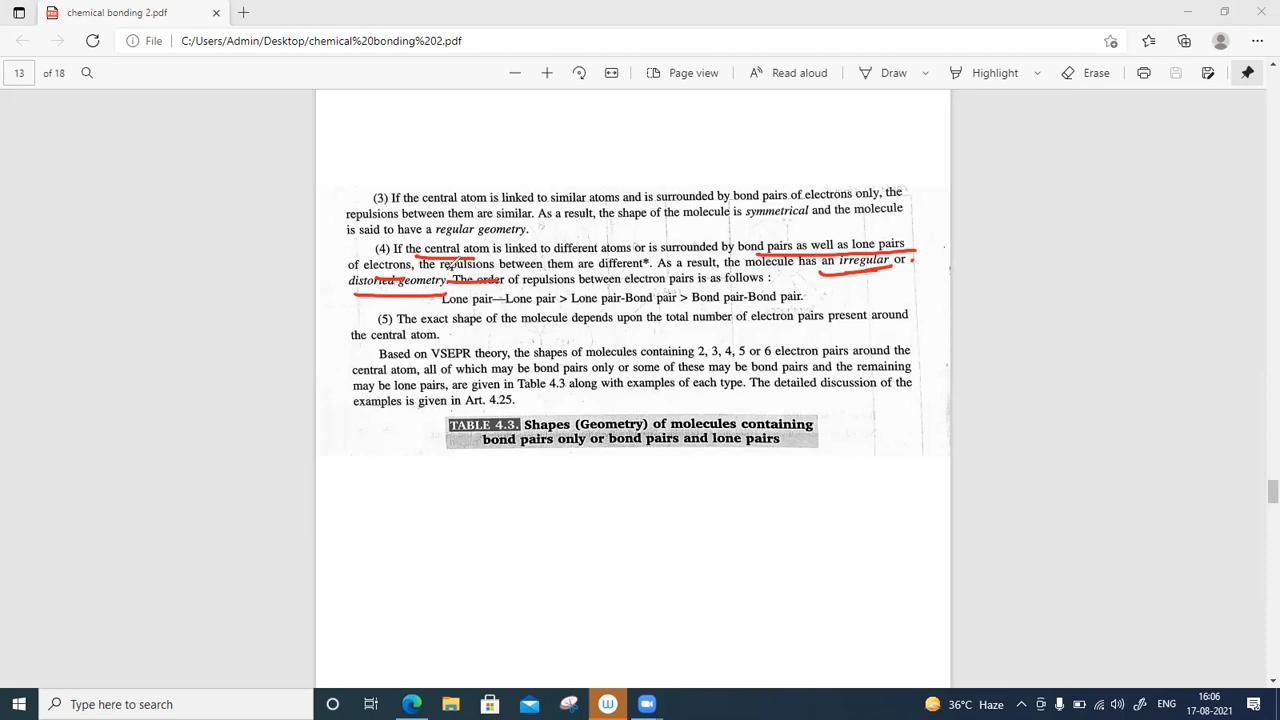 chemical bonding 2.pdf
File C:/Users/Admin/Desktop/chemical%20bonding%202.pdf
13 of 18 Page view Read aloud Draw Highlight Erase
(3) If the central atom is linked to similar atoms and is surrounded by bond pairs of electrons only, the
repulsions between them are similar. As a result, the shape of the molecule is symmetrical and the molecule
is said to have a regular geometry.
(4) If the central atom is linked to different atoms or is surrounded by bond pairs as well as lone pairs
of electrons, the repulsions between them are different*. As a result, the molecule has an irregular or
distorted geometry. The order of repulsions between electron pairs is as follows :
Lone pair—Lone pair > Lone pair-Bond pair > Bond pair-Bond pair.
(5) The exact shape of the molecule depends upon the total number of electron pairs present around
the central atom.
Based on VSEPR theory, the shapes of molecules containing 2, 3, 4, 5 or 6 electron pairs around the
central atom, all of which may be bond pairs only or some of these may be bond pairs and the remaining
may be lone pairs, are given in Table 4.3 along with examples of each type. The detailed discussion of the
examples is given in Art. 4.25.
TABLE 4.3. Shapes (Geometry) of molecules containing
bond pairs only or bond pairs and lone pairs
Type here to search
36°C Haze
16:06
17-08-2021